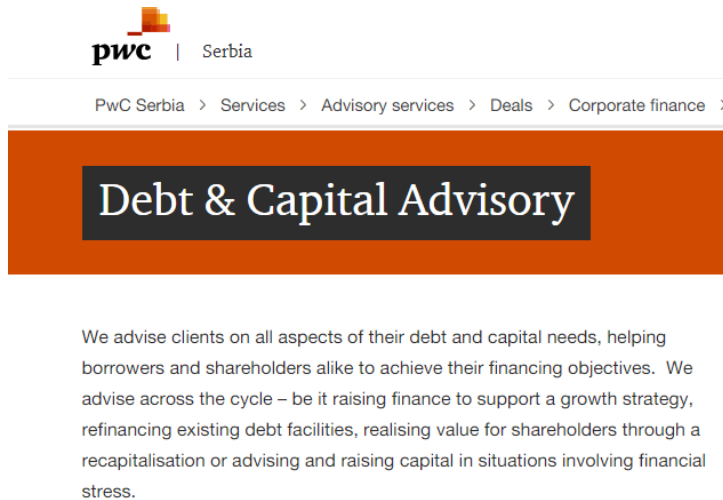 pwc | Serbia
PwC Serbia > Services > Advisory services > Deals > Corporate finance >
Debt & Capital Advisory
We advise clients on all aspects of their debt and capital needs, helping
borrowers and shareholders alike to achieve their financing objectives.  We
advise across the cycle – be it raising finance to support a growth strategy,
refinancing existing debt facilities, realising value for shareholders through a
recapitalisation or advising and raising capital in situations involving financial
stress.